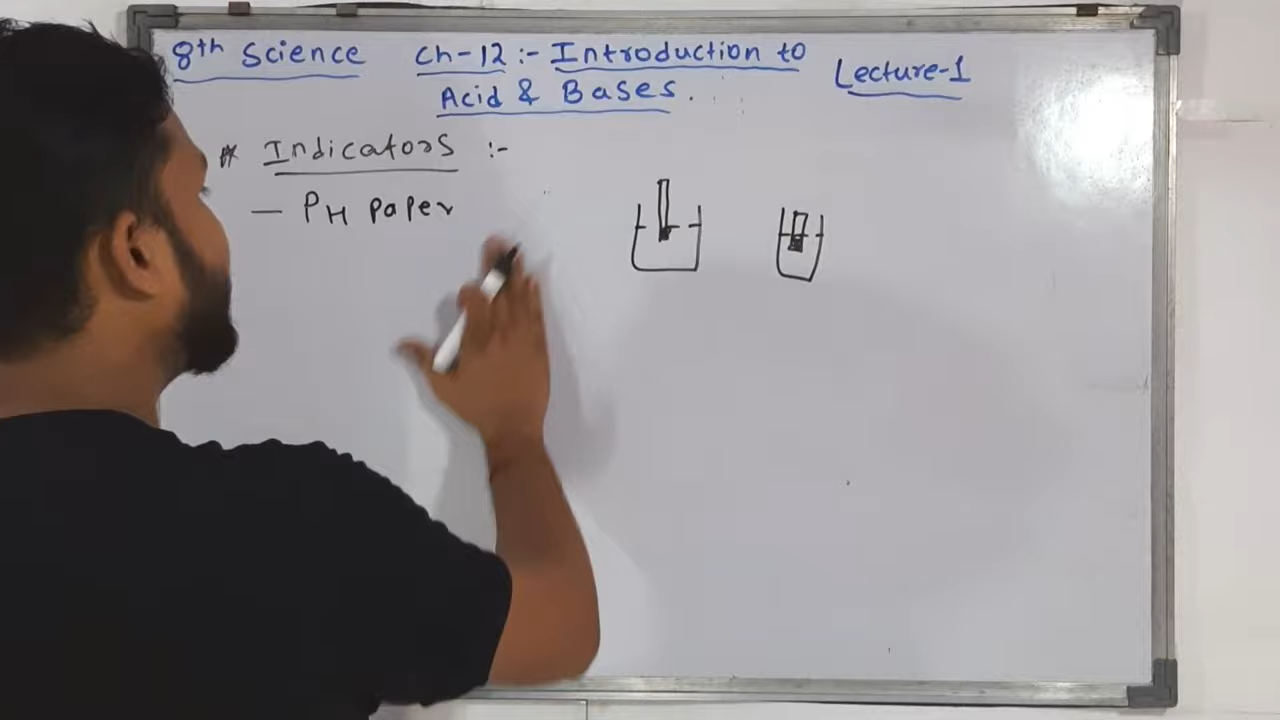 8th Science Ch-12 :- Introduction to Lecture-1
Acid & Bases.
* Indicators :-
— PH Paper